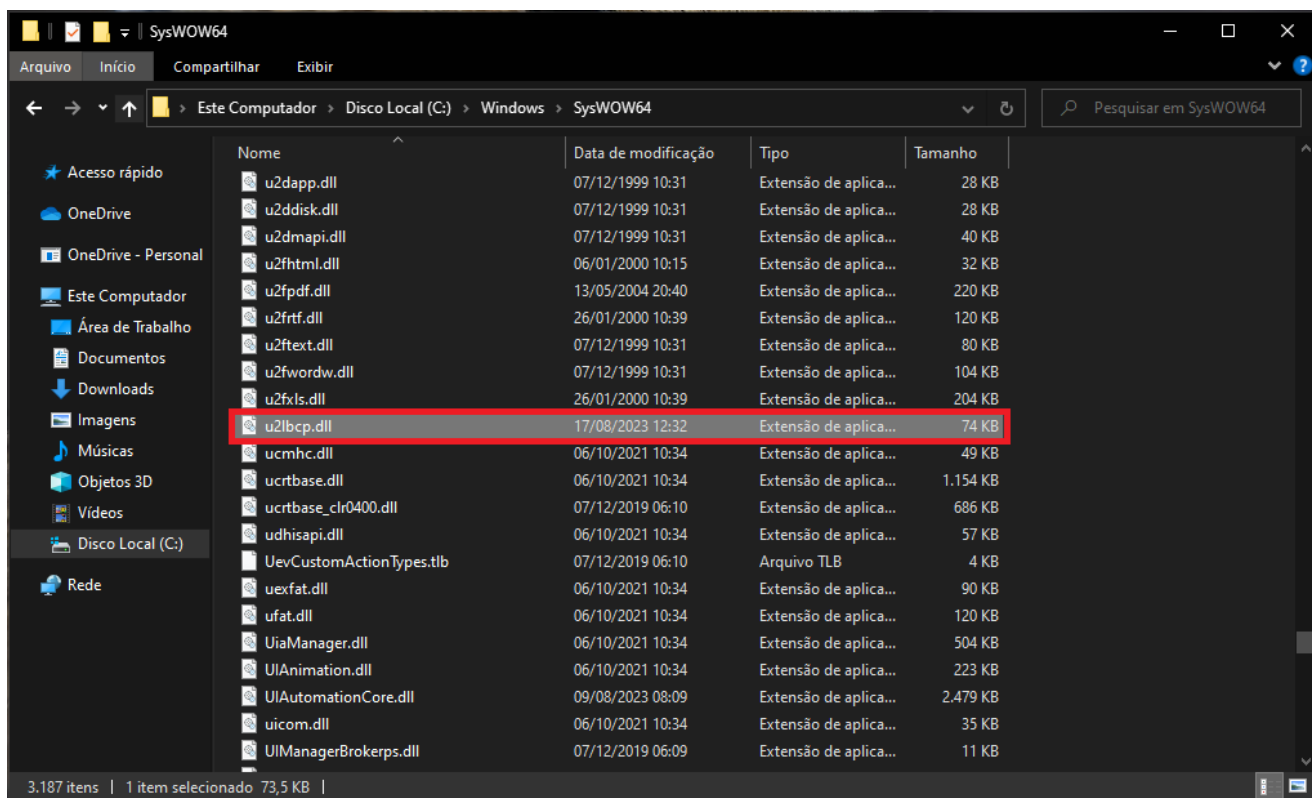 SysWOW64
Arquivo Início Compartilhar Exibir
Este Computador > Disco Local (C:) > Windows > SysWOW64
Pesquisar em SysWOW64
Acesso rápido
OneDrive
OneDrive - Personal
Este Computador
Área de Trabalho
Documentos
Downloads
Imagens
Músicas
Objetos 3D
Vídeos
Disco Local (C:)
Rede
Nome Data de modificação Tipo Tamanho
u2dapp.dll 07/12/1999 10:31 Extensão de aplica... 28 KB
u2ddisk.dll 07/12/1999 10:31 Extensão de aplica... 28 KB
u2dmapi.dll 07/12/1999 10:31 Extensão de aplica... 40 KB
u2fhtml.dll 06/01/2000 10:15 Extensão de aplica... 32 KB
u2fpdf.dll 13/05/2004 20:40 Extensão de aplica... 220 KB
u2frtf.dll 26/01/2000 10:39 Extensão de aplica... 120 KB
u2ftext.dll 07/12/1999 10:31 Extensão de aplica... 80 KB
u2fwordw.dll 07/12/1999 10:31 Extensão de aplica... 104 KB
u2fxls.dll 26/01/2000 10:39 Extensão de aplica... 204 KB
u2lbcp.dll 17/08/2023 12:32 Extensão de aplica... 74 KB
ucmhc.dll 06/10/2021 10:34 Extensão de aplica... 49 KB
ucrtbase.dll 06/10/2021 10:34 Extensão de aplica... 1.154 KB
ucrtbase_clr0400.dll 07/12/2019 06:10 Extensão de aplica... 686 KB
udhisapi.dll 06/10/2021 10:34 Extensão de aplica... 57 KB
UevCustomActionTypes.tlb 07/12/2019 06:10 Arquivo TLB 4 KB
uexfat.dll 06/10/2021 10:34 Extensão de aplica... 90 KB
ufat.dll 06/10/2021 10:34 Extensão de aplica... 120 KB
UiaManager.dll 06/10/2021 10:34 Extensão de aplica... 504 KB
UIAnimation.dll 06/10/2021 10:34 Extensão de aplica... 223 KB
UIAutomationCore.dll 09/08/2023 08:09 Extensão de aplica... 2.479 KB
uicom.dll 06/10/2021 10:34 Extensão de aplica... 35 KB
UIManagerBrokerps.dll 07/12/2019 06:09 Extensão de aplica... 11 KB
3.187 itens | 1 item selecionado 73,5 KB |